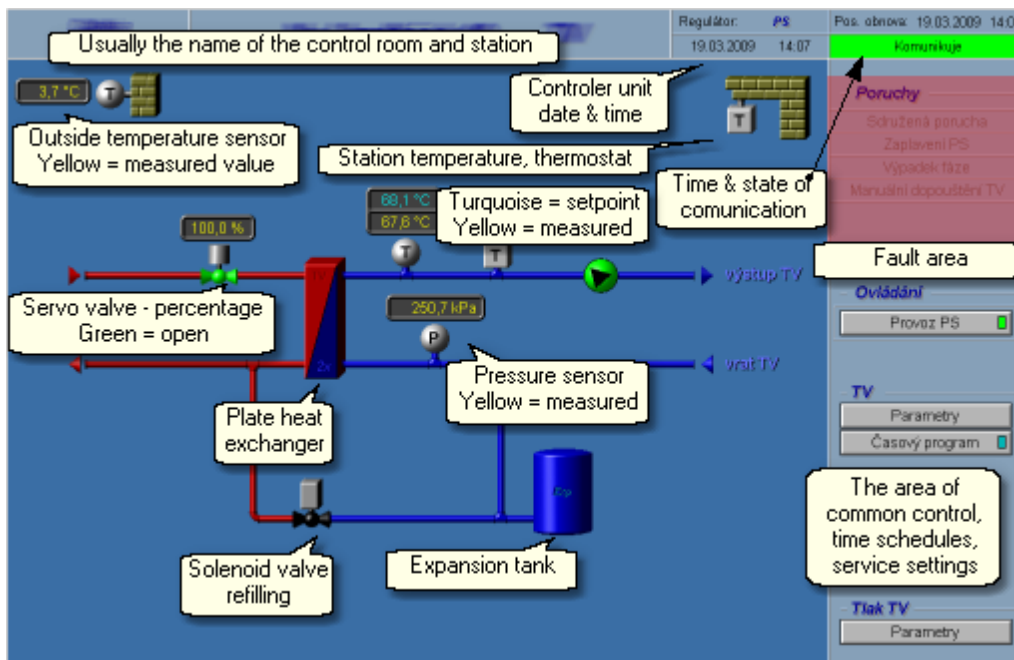 Regulátor: PS
Pos. obnova: 19.03.2009 14:0
Usually the name of the control room and station
19.03.2009 14:07
Komunikuje
3,7 °C
T
Controler unit
date & time
T
Poruchy
Sdružená porucha
Zaplavení PS
Výpadek fáze
Manuální dopouštění TV
Outside temperature sensor
Yellow = measured value
Station temperature, thermostat
Time & state of
comunication
68,1 °C
67,6 °C
Turquoise = setpoint
Yellow = measured
100,0 %
Fault area
T
T
výstup TV
Servo valve - percentage
Green = open
250,7 kPa
Ovládání
Provoz PS
P
2x
vrat TV
Pressure sensor
Yellow = measured
Plate heat
exchanger
TV
Parametry
Časový program
The area of
common control,
time schedules,
service settings
Solenoid valve
refilling
Expansion tank
Tlak TV
Parametry